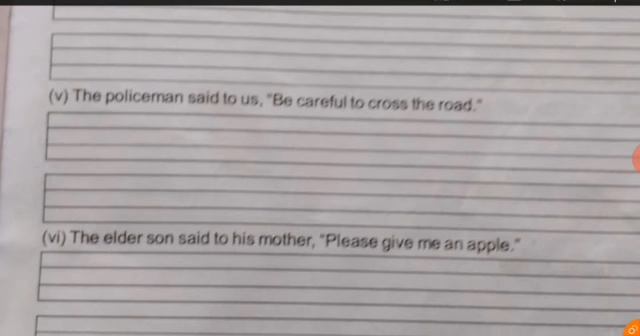 (v) The policeman said to us, "Be careful to cross the road."
(vi) The elder son said to his mother, "Please give me an apple."